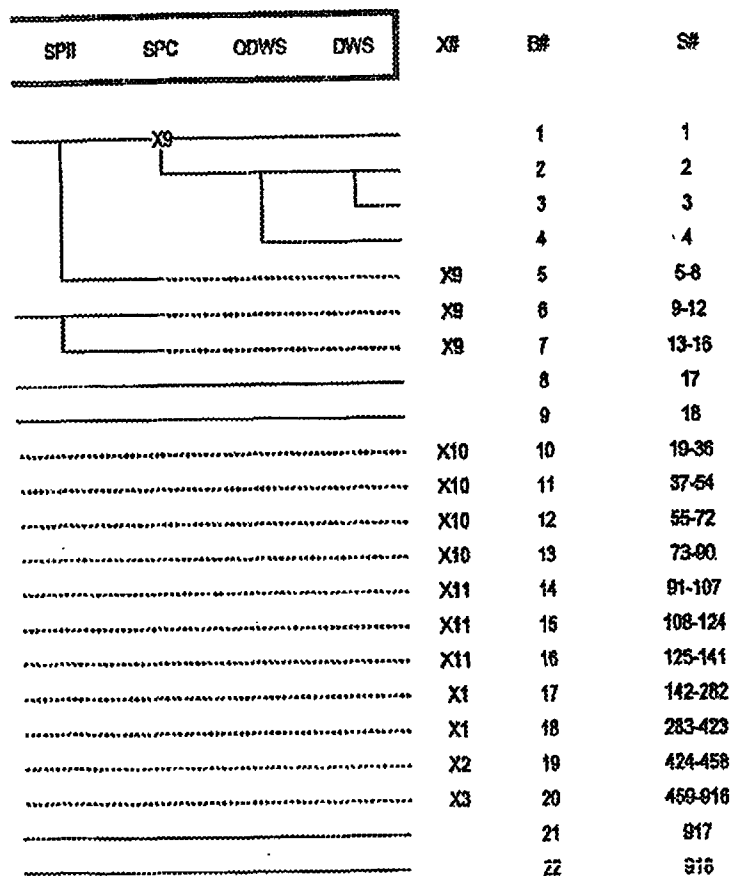 SPII SPC ODWS DWS X# B# S#
X9 1 1
2 2
3 3
4 4
X9 5 5-8
X9 6 9-12
X9 7 13-16
8 17
9 18
X10 10 19-36
X10 11 37-54
X10 12 55-72
X10 13 73-90
X11 14 91-107
X11 15 108-124
X11 16 125-141
X1 17 142-282
X1 18 283-423
X2 19 424-458
X3 20 459-916
21 917
22 918